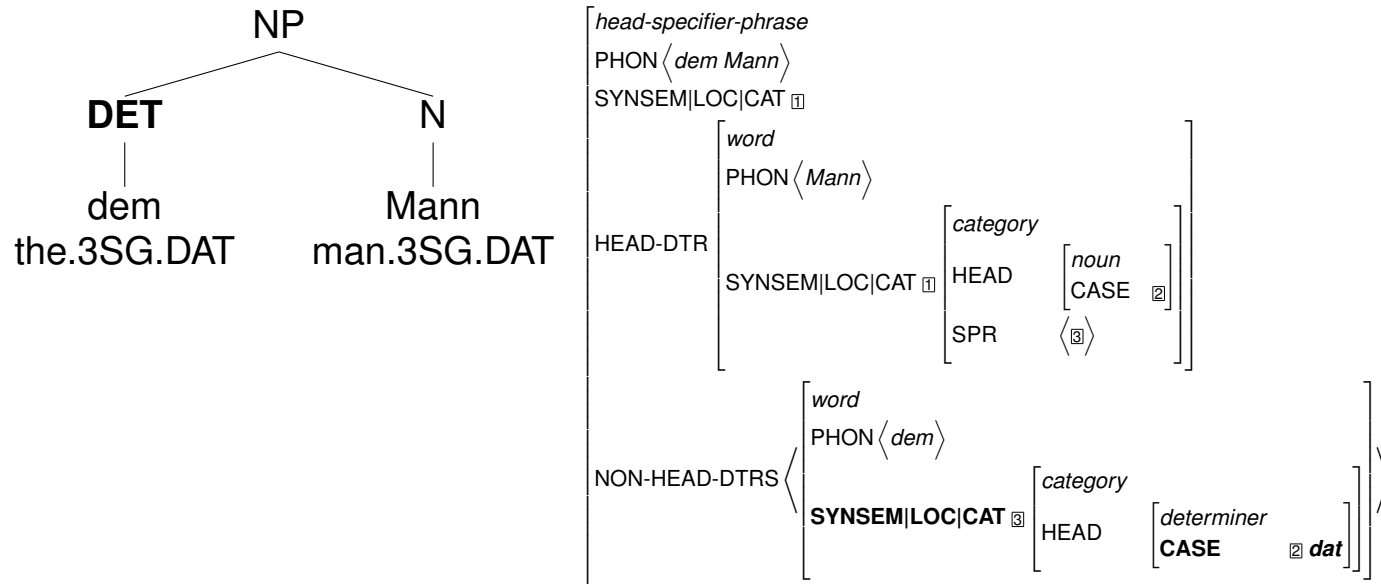 NP
DET N
dem Mann
the.3SG.DAT man.3SG.DAT
head-specifier-phrase
PHON ⟨dem Mann⟩
SYNSEM|LOC|CAT 1
word
PHON ⟨Mann⟩
category
HEAD-DTR
noun
SYNSEM|LOC|CAT 1 HEAD
CASE 2
SPR ⟨3⟩
word
PHON ⟨dem⟩
NON-HEAD-DTRS
category
SYNSEM|LOC|CAT 3 HEAD determiner
CASE 2 dat